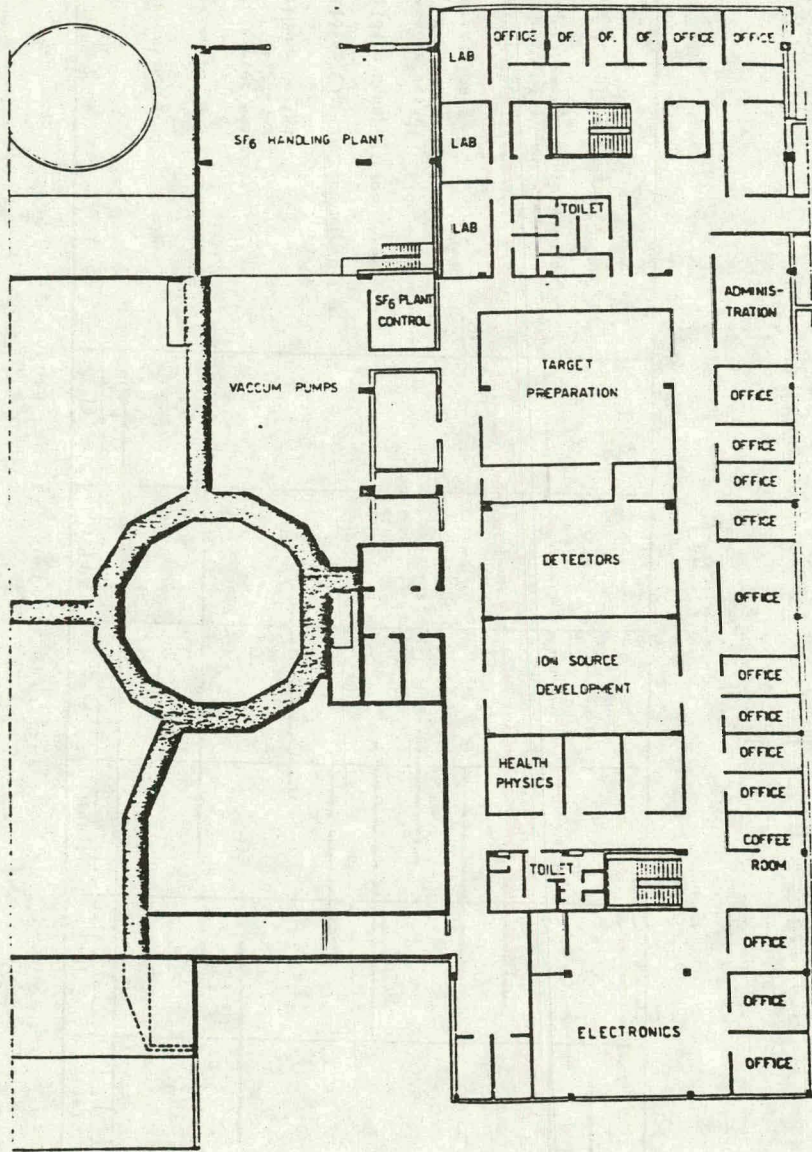 OFFICE OF. OF. OF. OFFICE OFFICE
LAB
SF6 HANDLING PLANT
LAB
LAB
TOILET
SF6 PLANT
CONTROL
ADMINIS-
TRATION
VACCUM PUMPS
TARGET
PREPARATION
OFFICE
OFFICE
OFFICE
OFFICE
DETECTORS
OFFICE
ION SOURCE
DEVELOPMENT
OFFICE
OFFICE
OFFICE
HEALTH
PHYSICS
OFFICE
COFFEE
ROOM
TOILET
OFFICE
OFFICE
ELECTRONICS
OFFICE